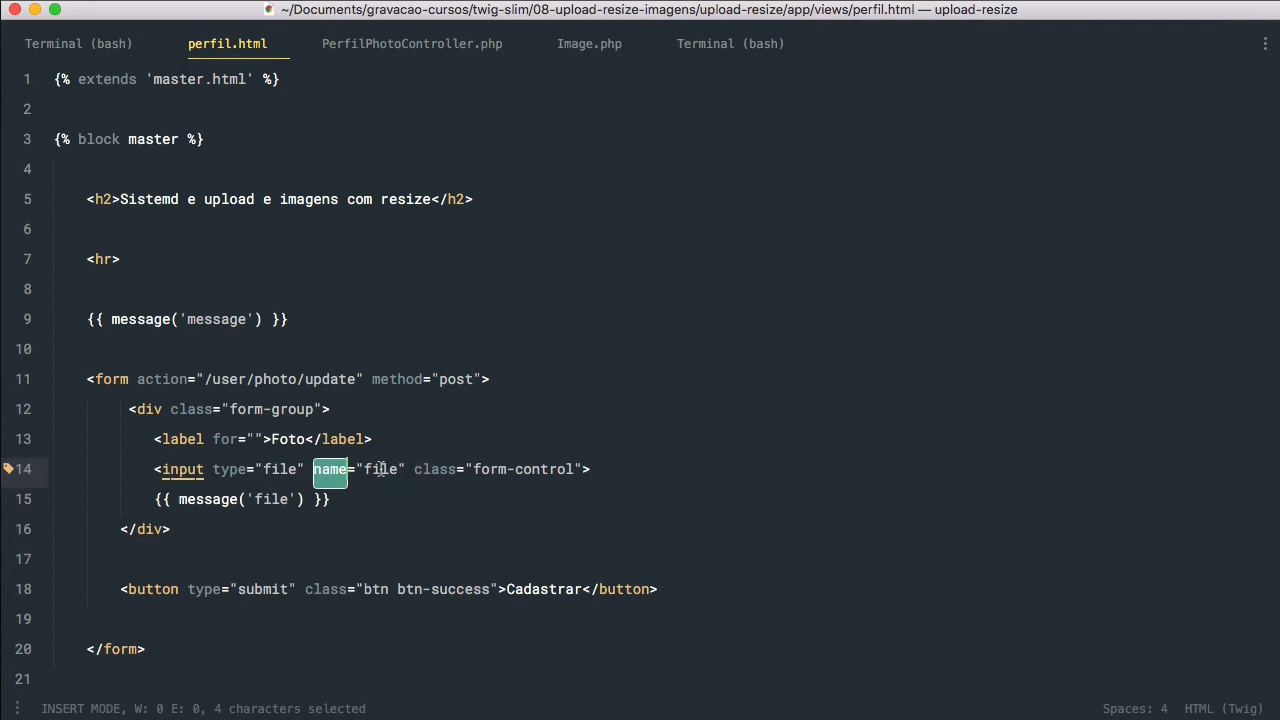 ~/Documents/gravacao-cursos/twig-slim/08-upload-resize-imagens/upload-resize/app/views/perfil.html — upload-resize
Terminal (bash) perfil.html PerfilPhotoController.php Image.php Terminal (bash)
1 {% extends 'master.html' %}
2
3 {% block master %}
4
5 <h2>Sistemd e upload e imagens com resize</h2>
6
7 <hr>
8
9 {{ message('message') }}
10
11 <form action="/user/photo/update" method="post">
12 <div class="form-group">
13 <label for="">Foto</label>
14 <input type="file" name="file" class="form-control">
15 {{ message('file') }}
16 </div>
17
18 <button type="submit" class="btn btn-success">Cadastrar</button>
19
20 </form>
21
INSERT MODE, W: 0 E: 0, 4 characters selected Spaces: 4 HTML (Twig)